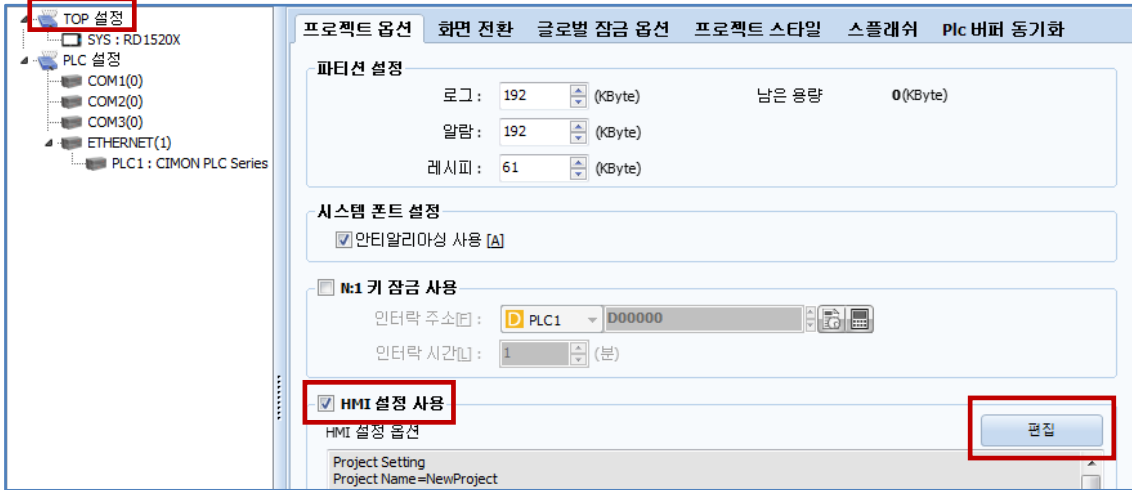 TOP 설정
SYS : RD1520X
PLC 설정
COM1(0)
COM2(0)
COM3(0)
ETHERNET(1)
PLC1 : CIMON PLC Series
프로젝트 옵션 화면 전환 글로벌 잠금 옵션 프로젝트 스타일 스플래쉬 Plc 버퍼 동기화
파티션 설정
로그 : 192 (KByte) 남은 용량 0(KByte)
알람 : 192 (KByte)
레시피 : 61 (KByte)
시스템 폰트 설정
안티알리아싱 사용 [A]
N:1 키 잠금 사용
인터락 주소[F] : D PLC1 D00000
인터락 시간[L] : 1 (분)
HMI 설정 사용
HMI 설정 옵션 편집
Project Setting
Project Name=NewProject